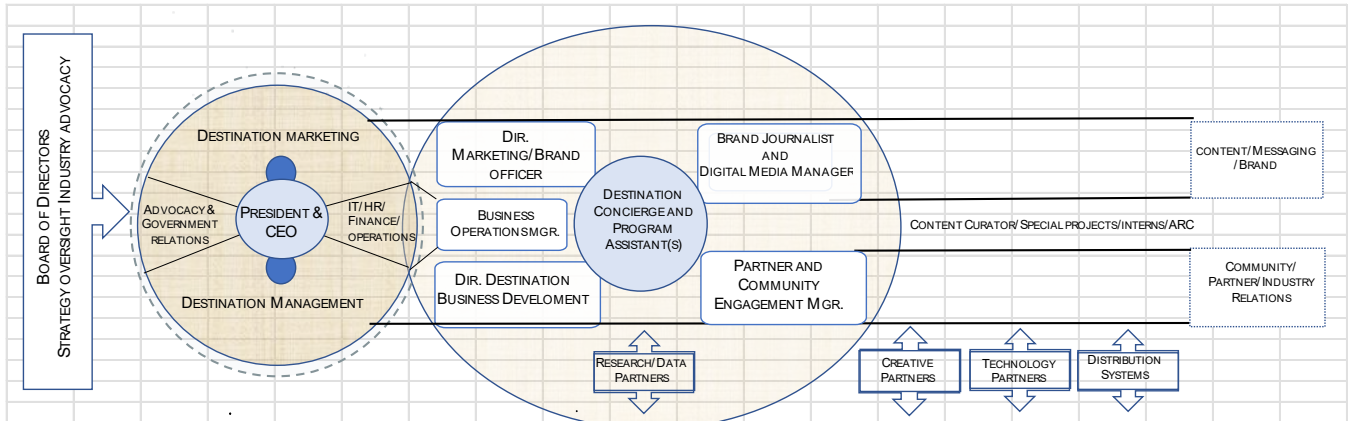 BOARD OF DIRECTORS
STRATEGY OVERSIGHT INDUSTRY ADVOCACY
DESTINATION MARKETING
ADVOCACY &
GOVERNMENT
RELATIONS
PRESIDENT &
CEO
IT/HR/
FINANCE/
OPERATIONS
DESTINATION MANAGEMENT
DIR.
MARKETING/BRAND
OFFICER
BUSINESS
OPERATIONS MGR.
DIR. DESTINATION
BUSINESS DEVELOMENT
DESTINATION
CONCIERGE AND
PROGRAM
ASSISTANT(S)
BRAND JOURNALIST
AND
DIGITAL MEDIA MANAGER
PARTNER AND
COMMUNITY
ENGAGEMENT MGR.
CONTENT/MESSAGING
/BRAND
CONTENT CURATOR/SPECIAL PROJECTS/INTERNS/ARC
COMMUNITY/
PARTNER/INDUSTRY
RELATIONS
RESEARCH/DATA
PARTNERS
CREATIVE
PARTNERS
TECHNOLOGY
PARTNERS
DISTRIBUTION
SYSTEMS